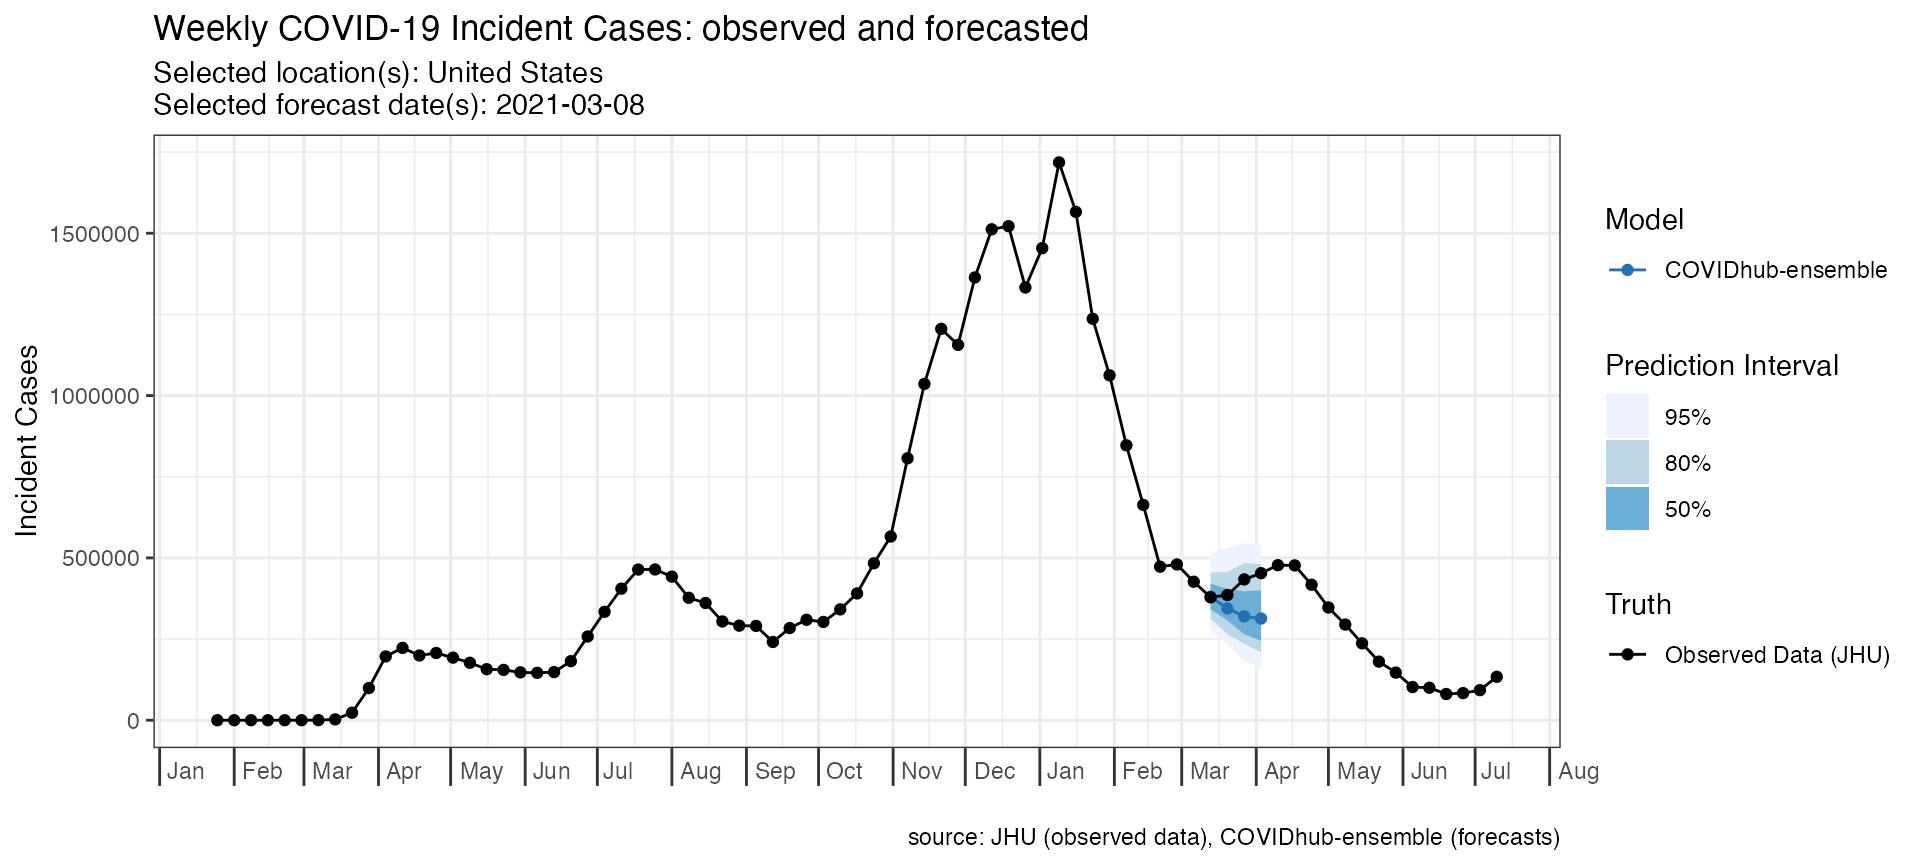 Weekly COVID-19 Incident Cases: observed and forecasted
Selected location(s): United States
Selected forecast date(s): 2021-03-08
Incident Cases
1500000
1000000
500000
0
Jan Feb Mar Apr May Jun Jul Aug Sep Oct Nov Dec Jan Feb Mar Apr May Jun Jul Aug
Model
COVIDhub-ensemble
Prediction Interval
95%
80%
50%
Truth
Observed Data (JHU)
source: JHU (observed data), COVIDhub-ensemble (forecasts)